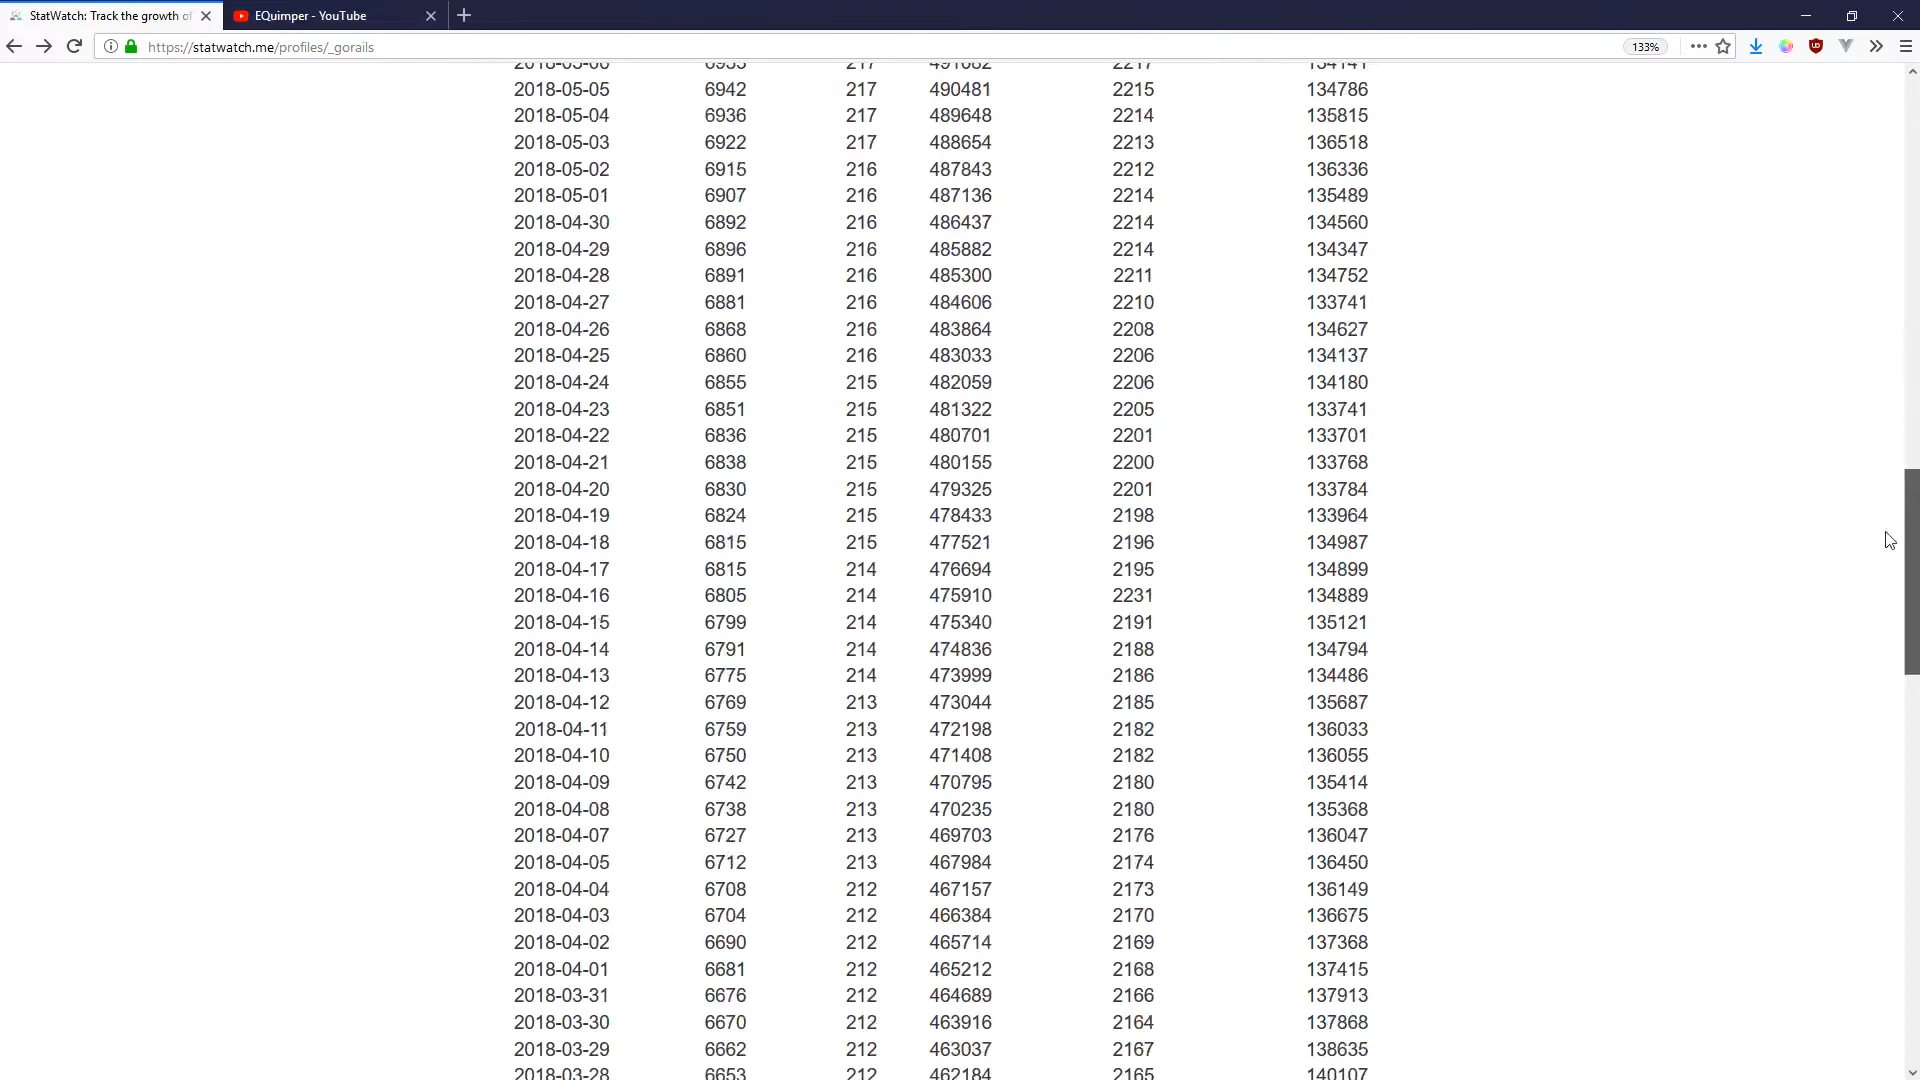 StatWatch: Track the growth of
EQuimper - YouTube
https://statwatch.me/profiles/_gorails
133%
2018-05-06 6953 217 491082 2217 134141
2018-05-05 6942 217 490481 2215 134786
2018-05-04 6936 217 489648 2214 135815
2018-05-03 6922 217 488654 2213 136518
2018-05-02 6915 216 487843 2212 136336
2018-05-01 6907 216 487136 2214 135489
2018-04-30 6892 216 486437 2214 134560
2018-04-29 6896 216 485882 2214 134347
2018-04-28 6891 216 485300 2211 134752
2018-04-27 6881 216 484606 2210 133741
2018-04-26 6868 216 483864 2208 134627
2018-04-25 6860 216 483033 2206 134137
2018-04-24 6855 215 482059 2206 134180
2018-04-23 6851 215 481322 2205 133741
2018-04-22 6836 215 480701 2201 133701
2018-04-21 6838 215 480155 2200 133768
2018-04-20 6830 215 479325 2201 133784
2018-04-19 6824 215 478433 2198 133964
2018-04-18 6815 215 477521 2196 134987
2018-04-17 6815 214 476694 2195 134899
2018-04-16 6805 214 475910 2231 134889
2018-04-15 6799 214 475340 2191 135121
2018-04-14 6791 214 474836 2188 134794
2018-04-13 6775 214 473999 2186 134486
2018-04-12 6769 213 473044 2185 135687
2018-04-11 6759 213 472198 2182 136033
2018-04-10 6750 213 471408 2182 136055
2018-04-09 6742 213 470795 2180 135414
2018-04-08 6738 213 470235 2180 135368
2018-04-07 6727 213 469703 2176 136047
2018-04-05 6712 213 467984 2174 136450
2018-04-04 6708 212 467157 2173 136149
2018-04-03 6704 212 466384 2170 136675
2018-04-02 6690 212 465714 2169 137368
2018-04-01 6681 212 465212 2168 137415
2018-03-31 6676 212 464689 2166 137913
2018-03-30 6670 212 463916 2164 137868
2018-03-29 6662 212 463037 2167 138635
2018-03-28 6653 212 462184 2165 140107